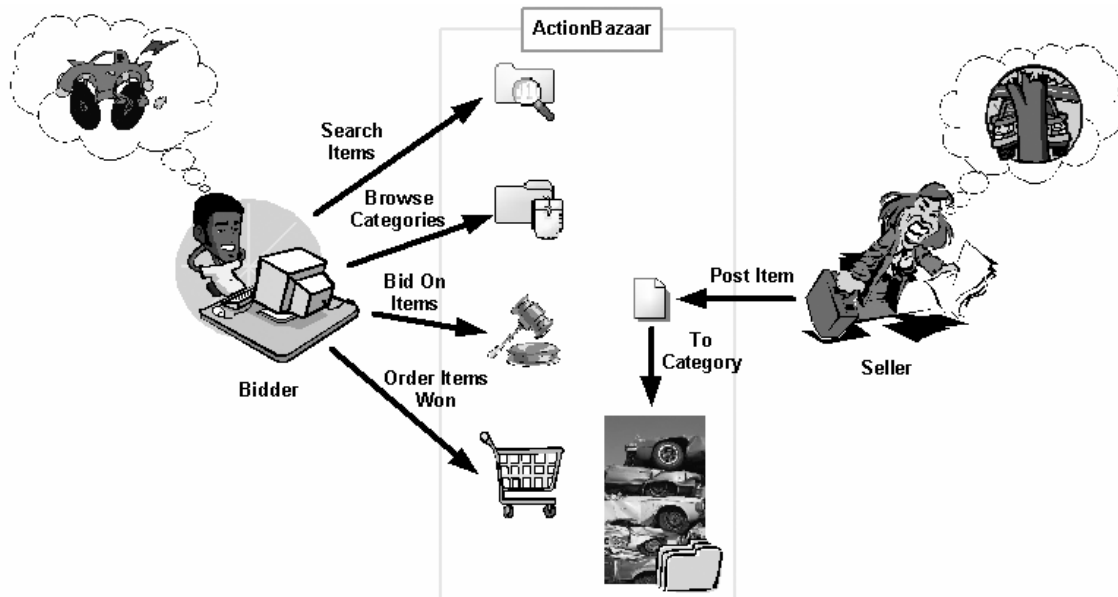 ActionBazaar
Search
Items
Browse
Categories
Bid On
Items
Order Items
Won
Bidder
Post Item
To
Category
Seller